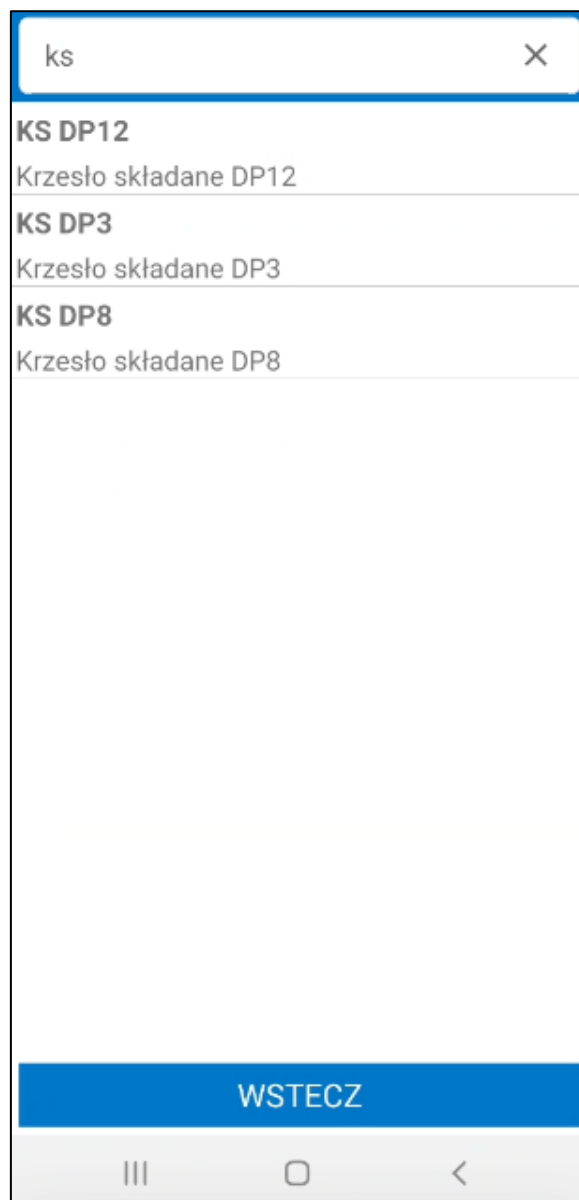 ks
KS DP12
Krzesło składane DP12
KS DP3
Krzesło składane DP3
KS DP8
Krzesło składane DP8
WSTECZ